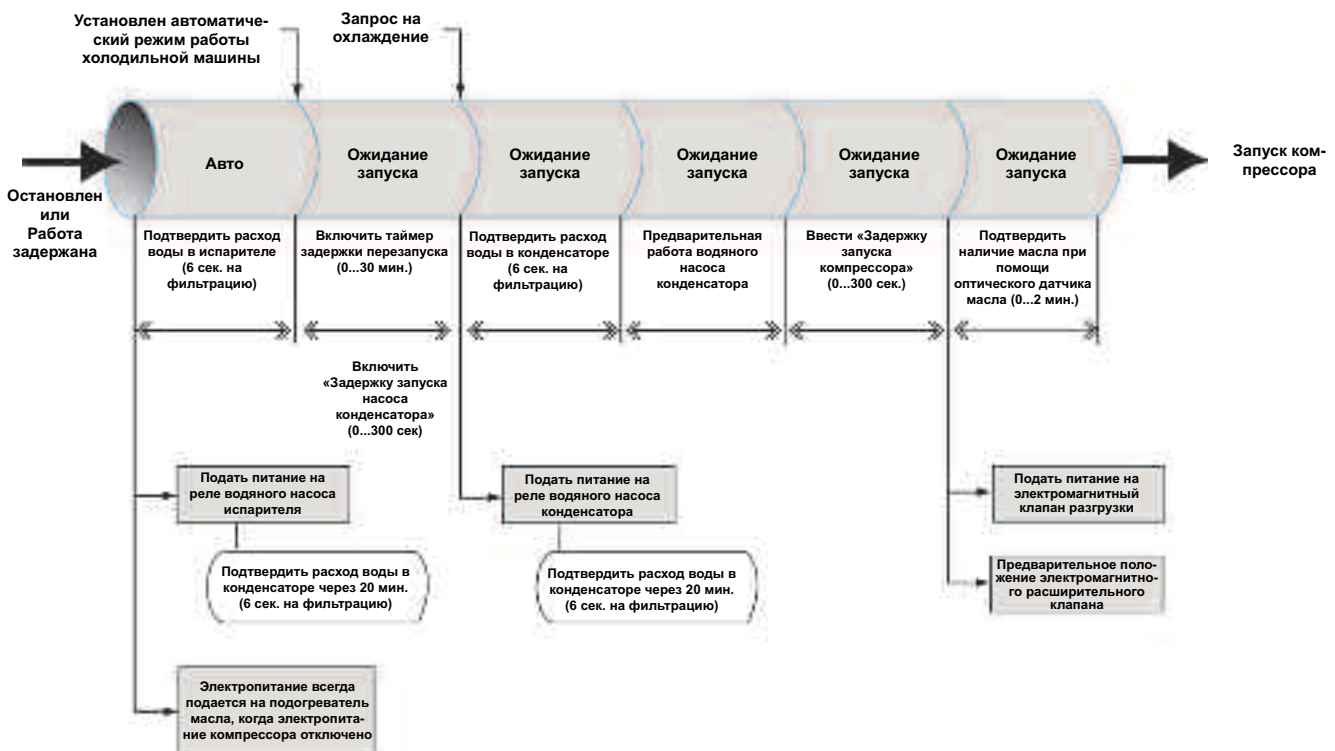 Установлен автоматиче-
ский режим работы
холодильной машины
Запрос на
охлаждение
Остановлен
или
Работа
задержана
Авто
Ожидание
запуска
Ожидание
запуска
Ожидание
запуска
Ожидание
запуска
Ожидание
запуска
Запуск ком-
прессора
Подтвердить расход
воды в испарителе
(6 сек. на
фильтрацию)
Включить таймер
задержки перезапуска
(0...30 мин.)
Подтвердить расход
воды в конденсаторе
(6 сек. на
фильтрацию)
Предварительная
работа водяного
насоса
конденсатора
Ввести «Задержку
запуска
компрессора»
(0...300 сек.)
Подтвердить
наличие масла при
помощи
оптического датчика
масла (0...2 мин.)
Включить
«Задержку запуска
насоса
конденсатора»
(0...300 сек)
Подать питание на
реле водяного насоса
испарителя
Подтвердить расход воды в
конденсаторе через 20 мин.
(6 сек. на фильтрацию)
Электропитание всегда
подается на подогреватель
масла, когда электропита-
ние компрессора отключено
Подать питание на
реле водяного насоса
конденсатора
Подтвердить расход воды в
конденсаторе через 20 мин.
(6 сек. на фильтрацию)
Подать питание на
электромагнитный
клапан разгрузки
Предварительное поло-
жение электромагнитно-
го расширительного
клапана